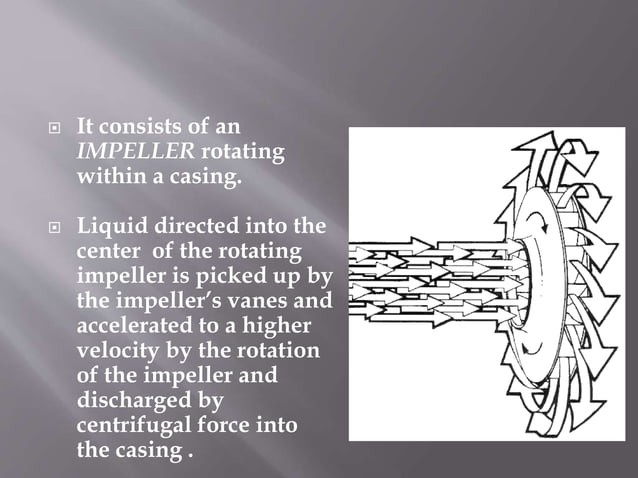 It consists of an
IMPELLER rotating
within a casing.
Liquid directed into the
center of the rotating
impeller is picked up by
the impeller’s vanes and
accelerated to a higher
velocity by the rotation
of the impeller and
discharged by
centrifugal force into
the casing .